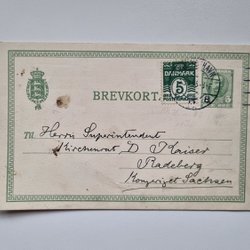 DANMARK
5
BREVKORT.
Til Herrn Superintendent
Kirchenrat D. Kaiser
Radeberg
Königreich Sachsen